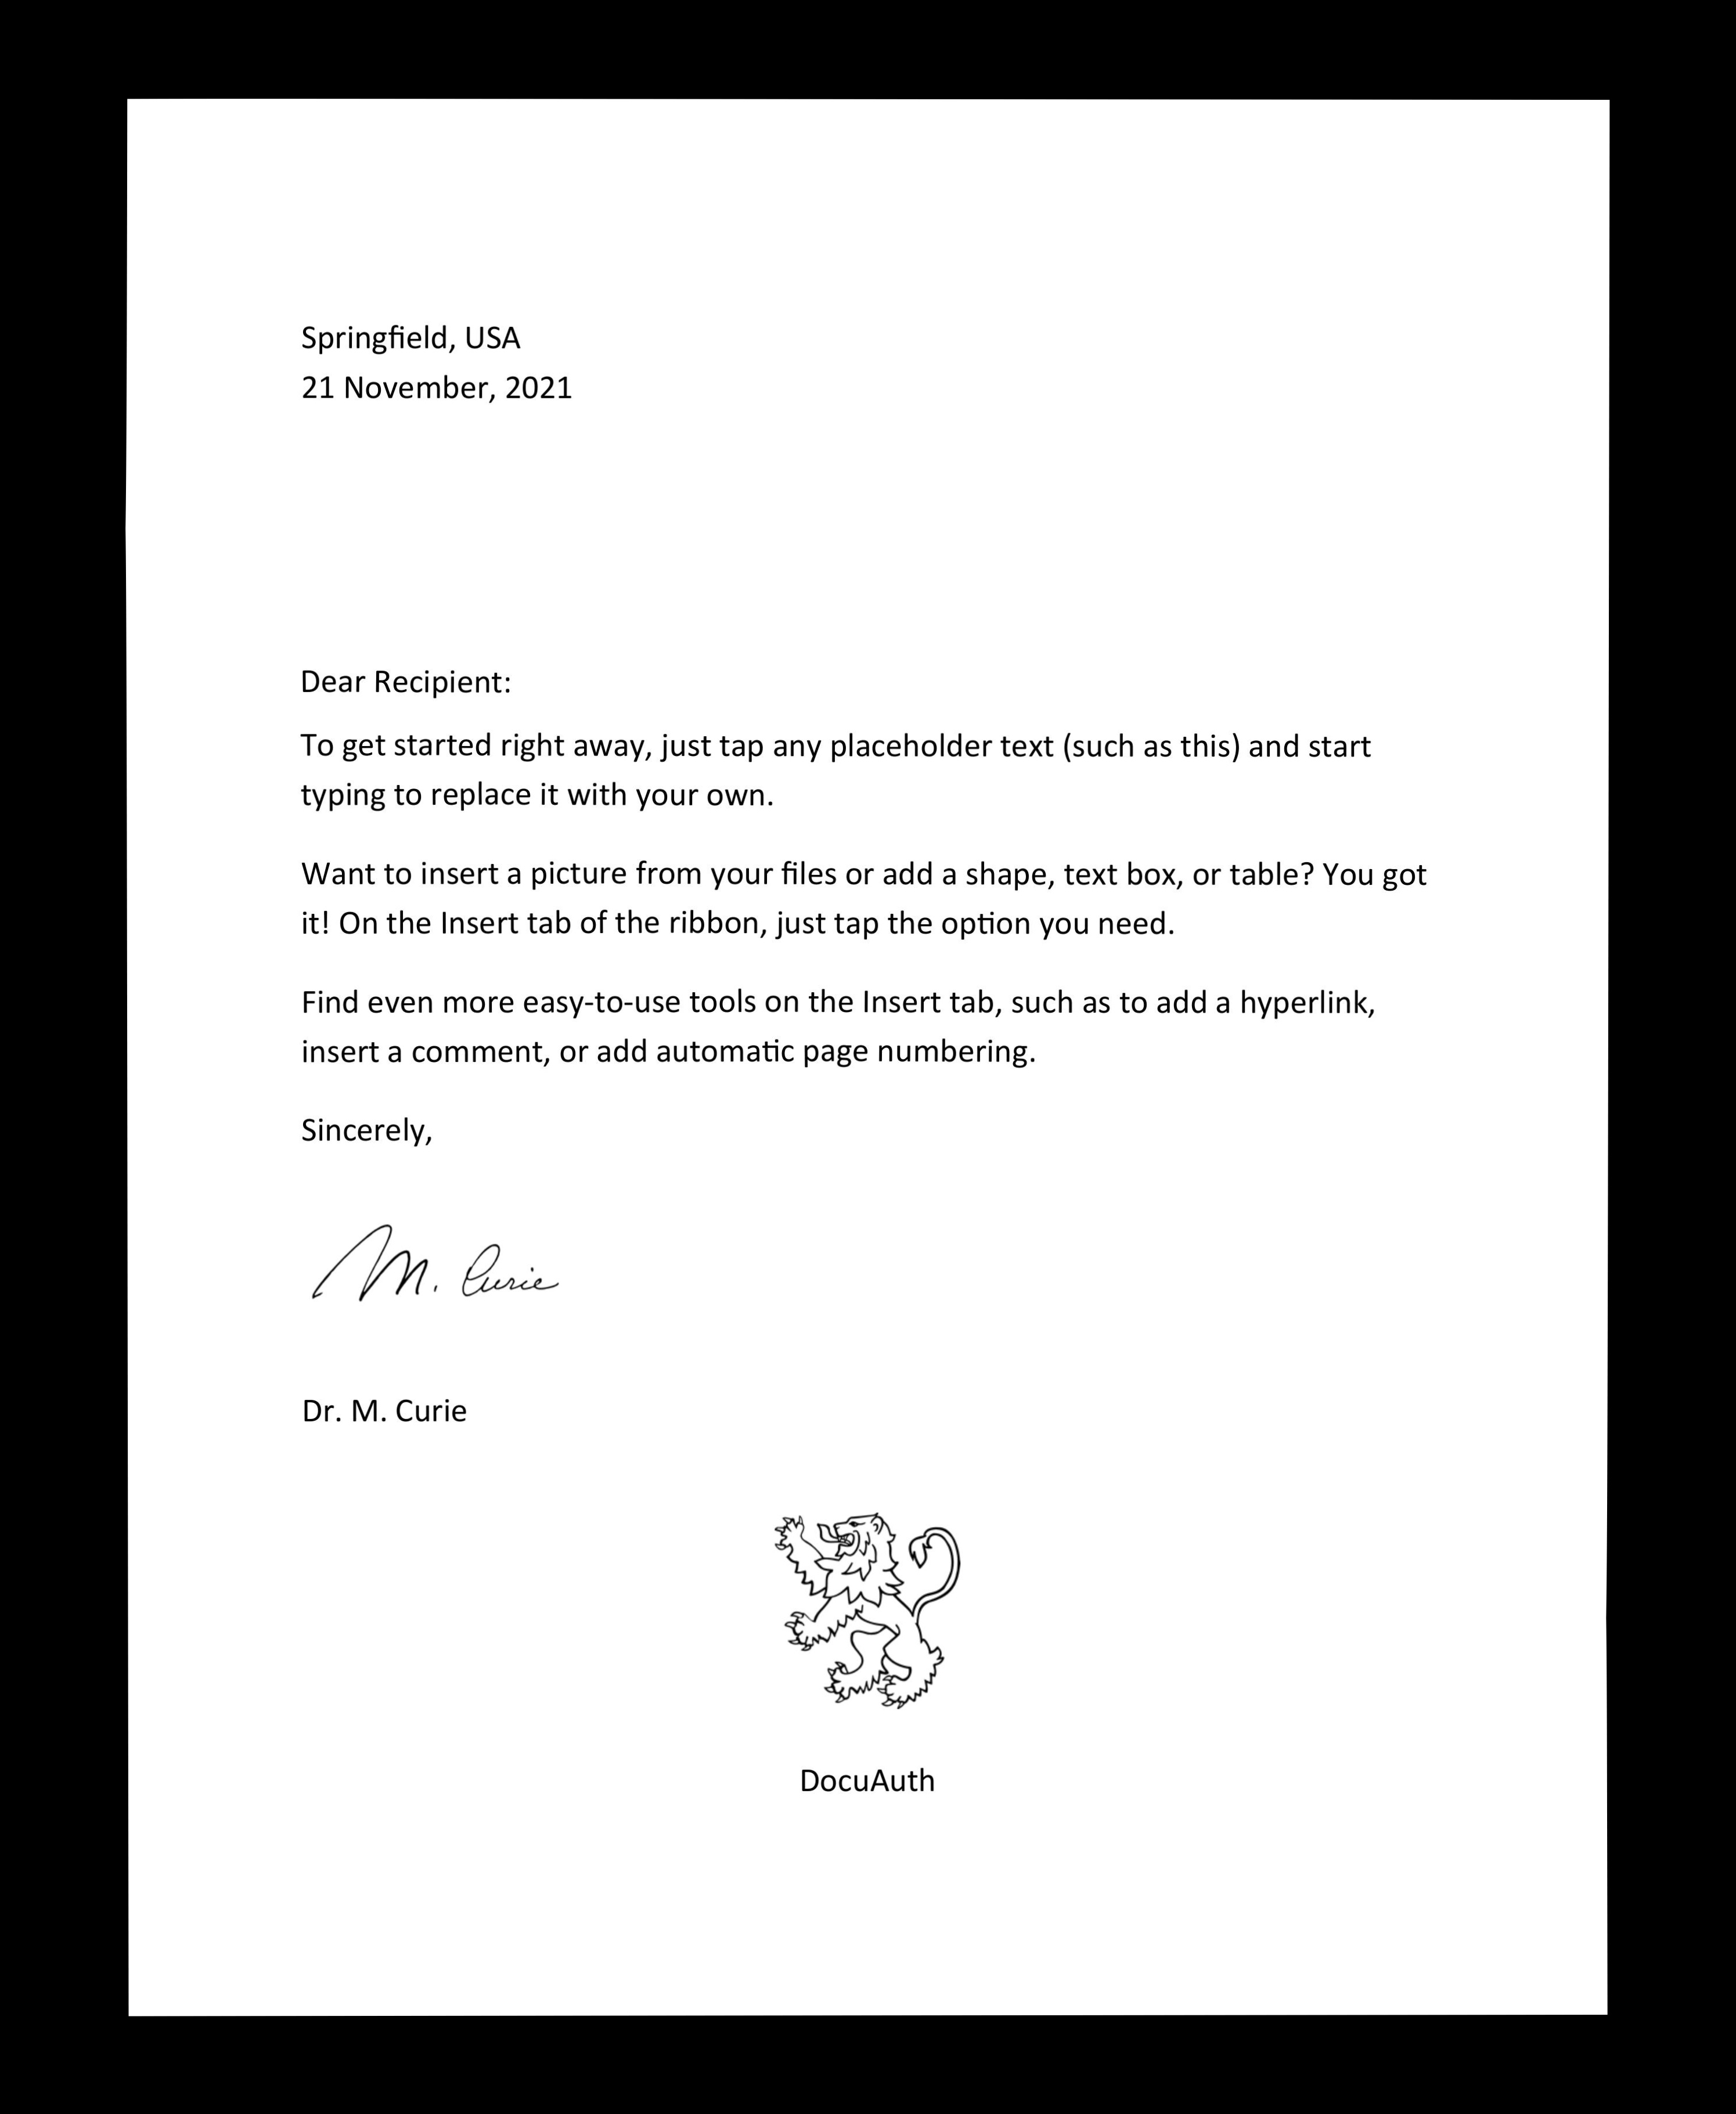 Springfield, USA
21 November, 2021
Dear Recipient:
To get started right away, just tap any placeholder text (such as this) and start
typing to replace it with your own.
Want to insert a picture from your files or add a shape, text box, or table? You got
it! On the Insert tab of the ribbon, just tap the option you need.
Find even more easy-to-use tools on the Insert tab, such as to add a hyperlink,
insert a comment, or add automatic page numbering.
Sincerely,
M. Curie
Dr. M. Curie
DocuAuth